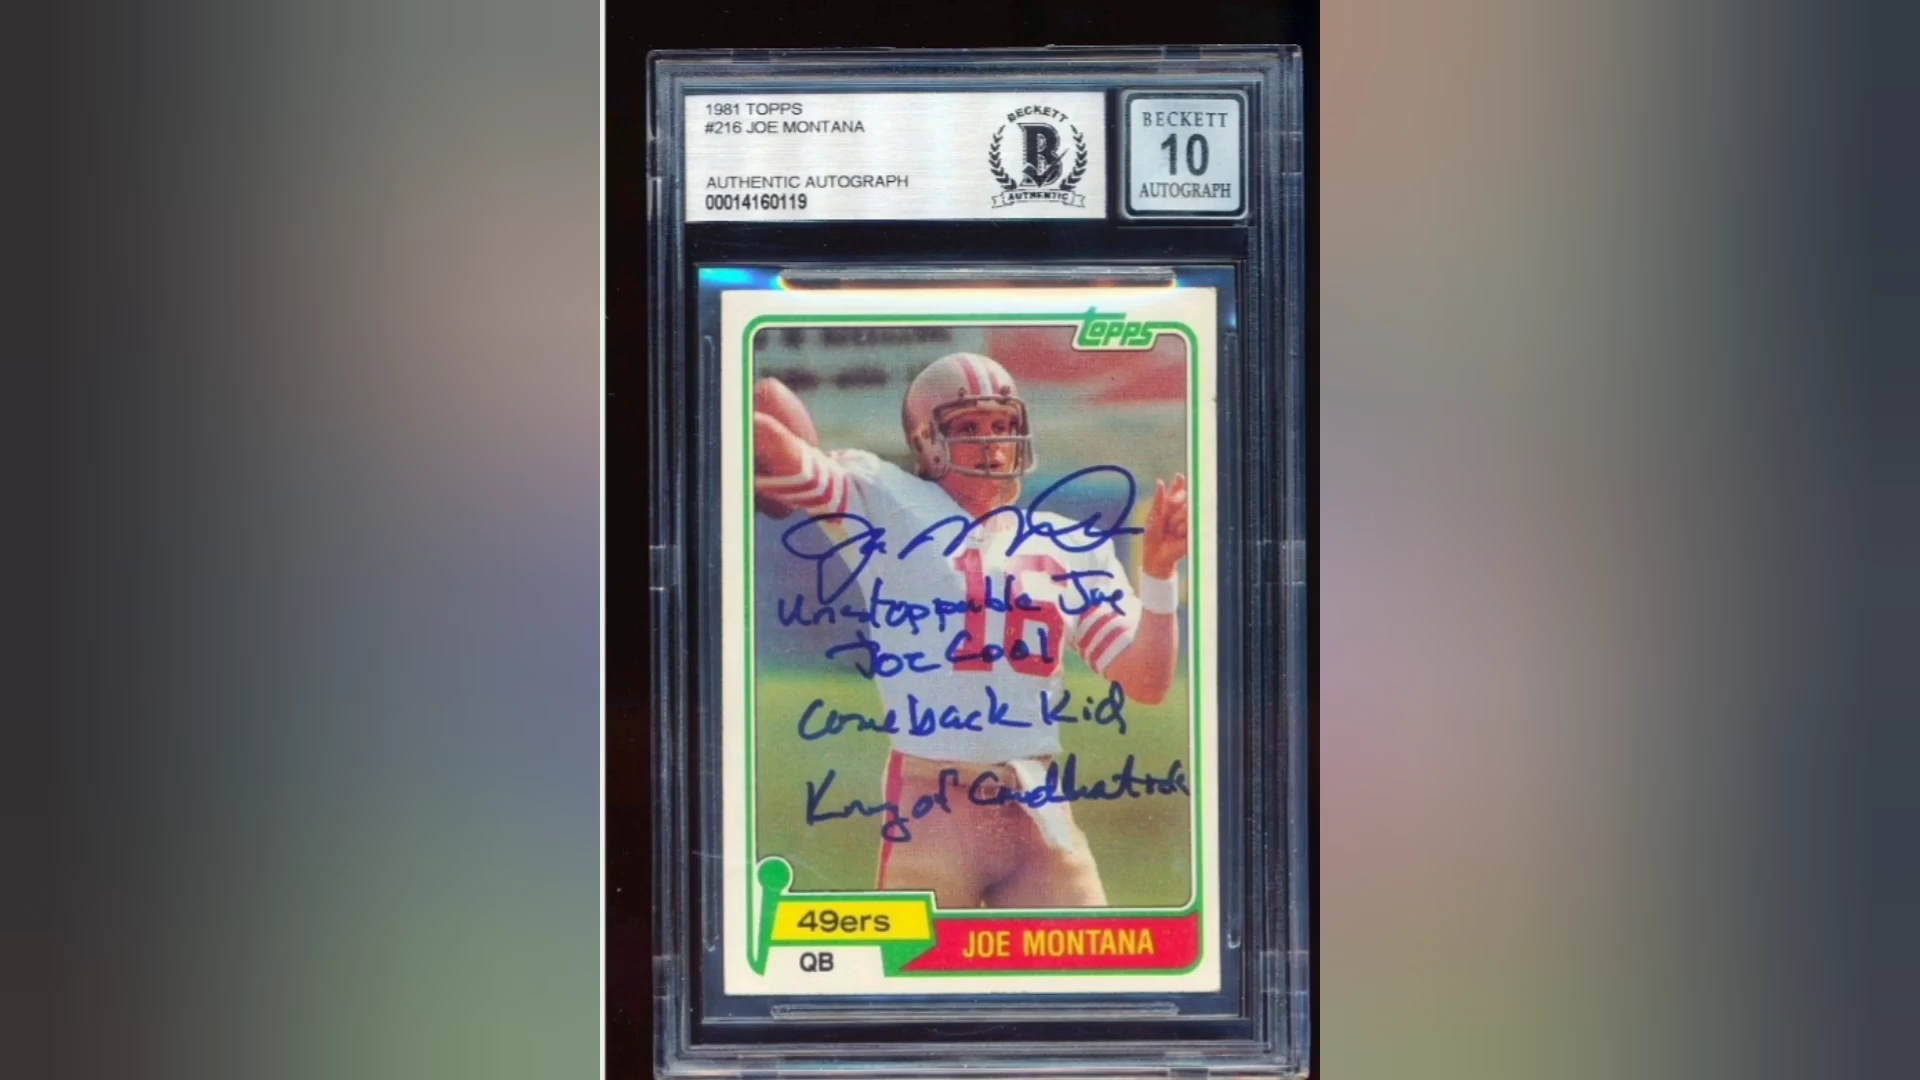 1981 TOPPS
#216 JOE MONTANA
AUTHENTIC AUTOGRAPH
00014160119
BECKETT
B
AUTHENTIC
BECKETT
10
AUTOGRAPH
TOPPS
16
Unstoppable Joe
Joe Cool
Comeback Kid
King of
49ers
QB
JOE MONTANA